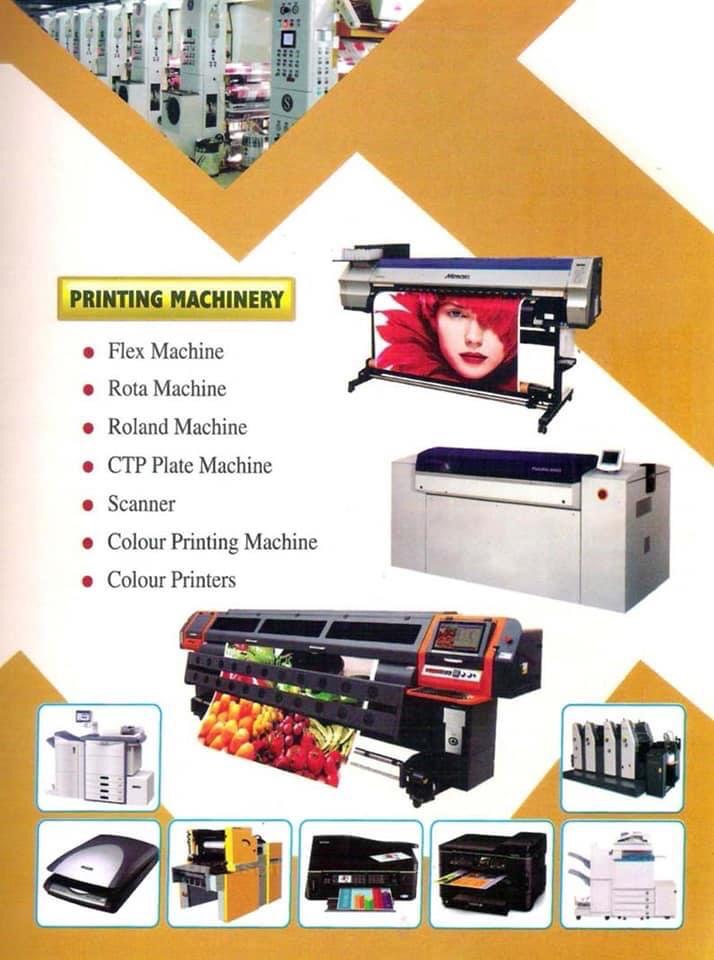 PRINTING MACHINERY
Flex Machine
Rota Machine
Roland Machine
CTP Plate Machine
Scanner
Colour Printing Machine
Colour Printers